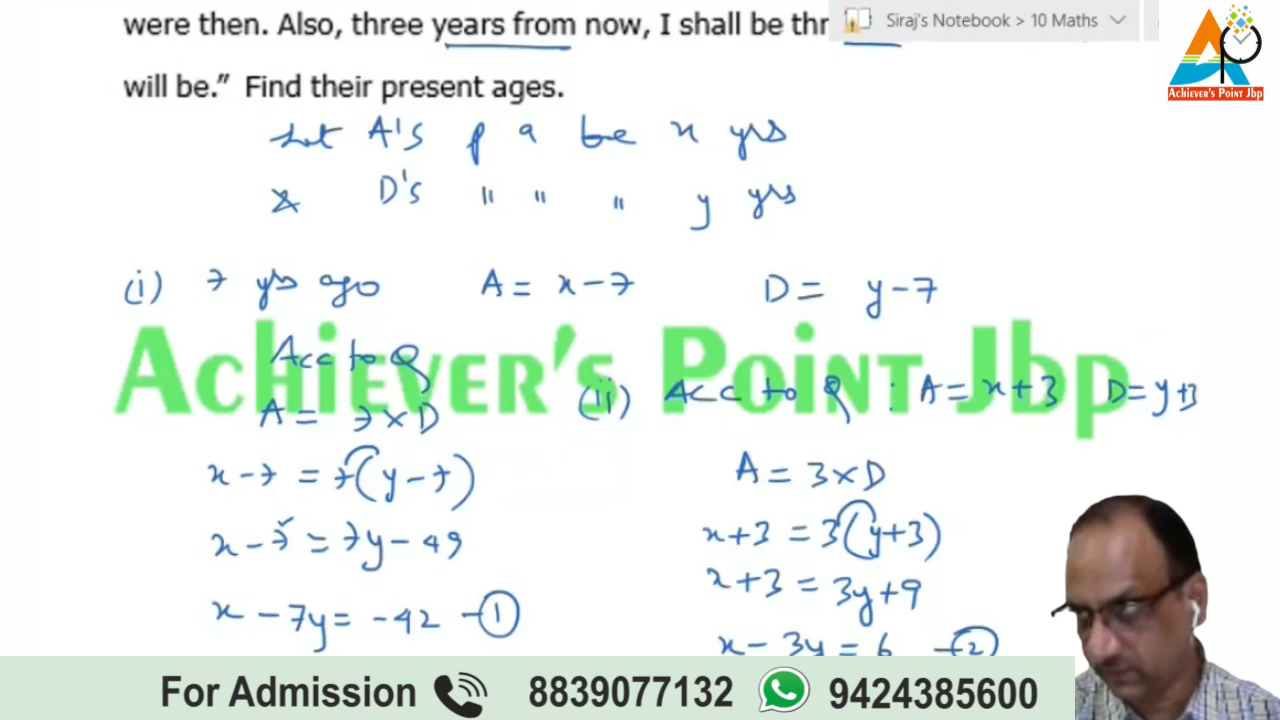 were then. Also, three years from now, I shall be thr
will be.” Find their present ages.
Siraj's Notebook > 10 Maths
ACHIEVER'S POINT JBP
Let A's p a be x yrs
& D's " " " y yrs
(i) 7 yrs ago A = x-7 D = y-7
ACHIEVER'S POINT Jbp
Acc to Q
A = 7×D
x-7 = 7(y-7)
x-7 = 7y-49
x - 7y = -42 -①
(ii) Acc to Q : A = x+3 D = y+3
A = 3×D
x+3 = 3(y+3)
x+3 = 3y+9
x - 3y = 6 -②
For Admission 8839077132 9424385600